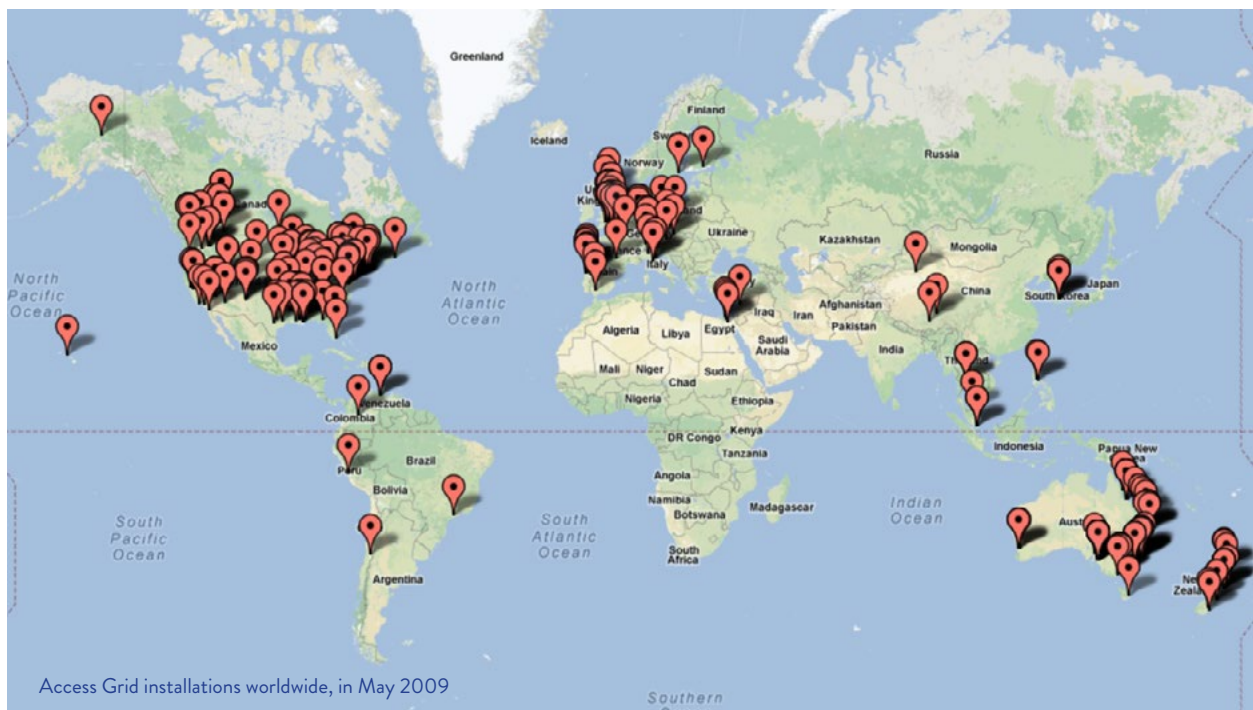 Greenland
Iceland
Finland
Norway
Russia
Ukraine
Kazakhstan
Mongolia
Italy
China
Japan
South Korea
North
Pacific
Ocean
North
Atlantic
Ocean
Mexico
Algeria
Libya
Egypt
Iraq
Iran
Afghanistan
Pakistan
Saudi
Arabia
India
Mali
Niger
Chad
Sudan
Nigeria
Ethiopia
Colombia
DR Congo
Kenya
Tanzania
Indonesia
Papua New
Peru
Brazil
Bolivia
Angola
Namibia
Botswana
Madagascar
Indian
Ocean
South
Pacific
Ocean
South
Atlantic
Ocean
South
Africa
Argentina
Access Grid installations worldwide, in May 2009
Southern